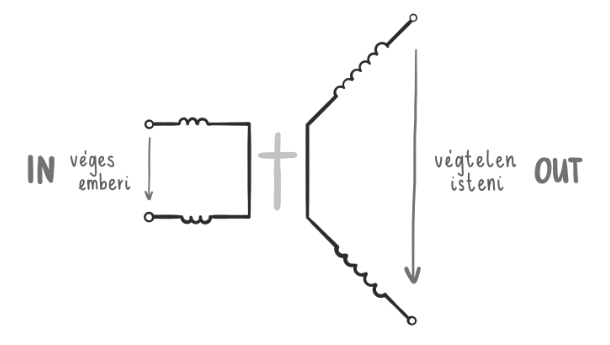 IN
véges
emberi
végtelen
isteni
OUT